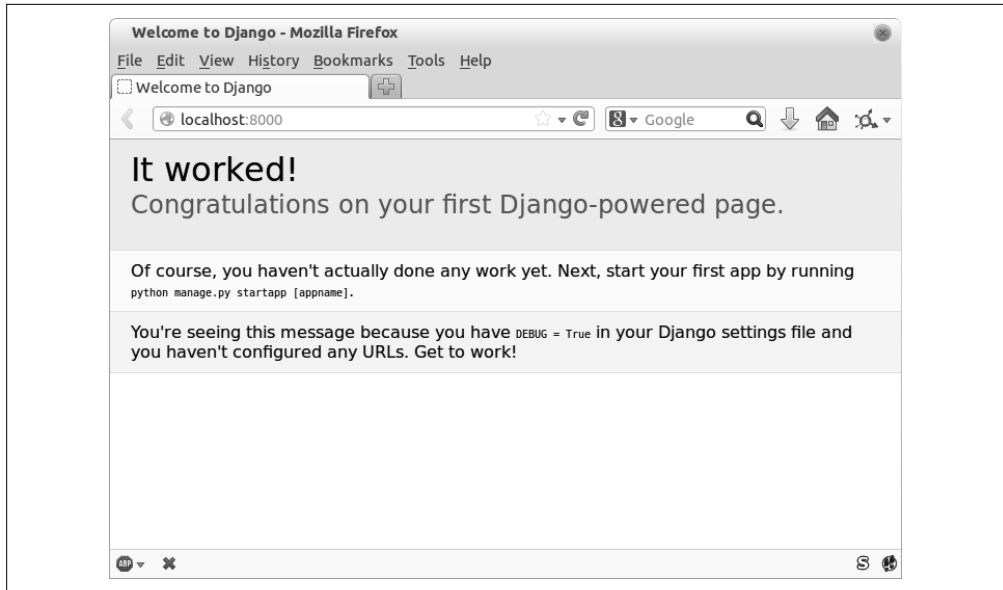 Welcome to Django - Mozilla Firefox
File Edit View History Bookmarks Tools Help
Welcome to Django
localhost:8000
Google
It worked!
Congratulations on your first Django-powered page.
Of course, you haven't actually done any work yet. Next, start your first app by running
python manage.py startapp [appname].
You're seeing this message because you have DEBUG = True in your Django settings file and
you haven't configured any URLs. Get to work!
ABP
S